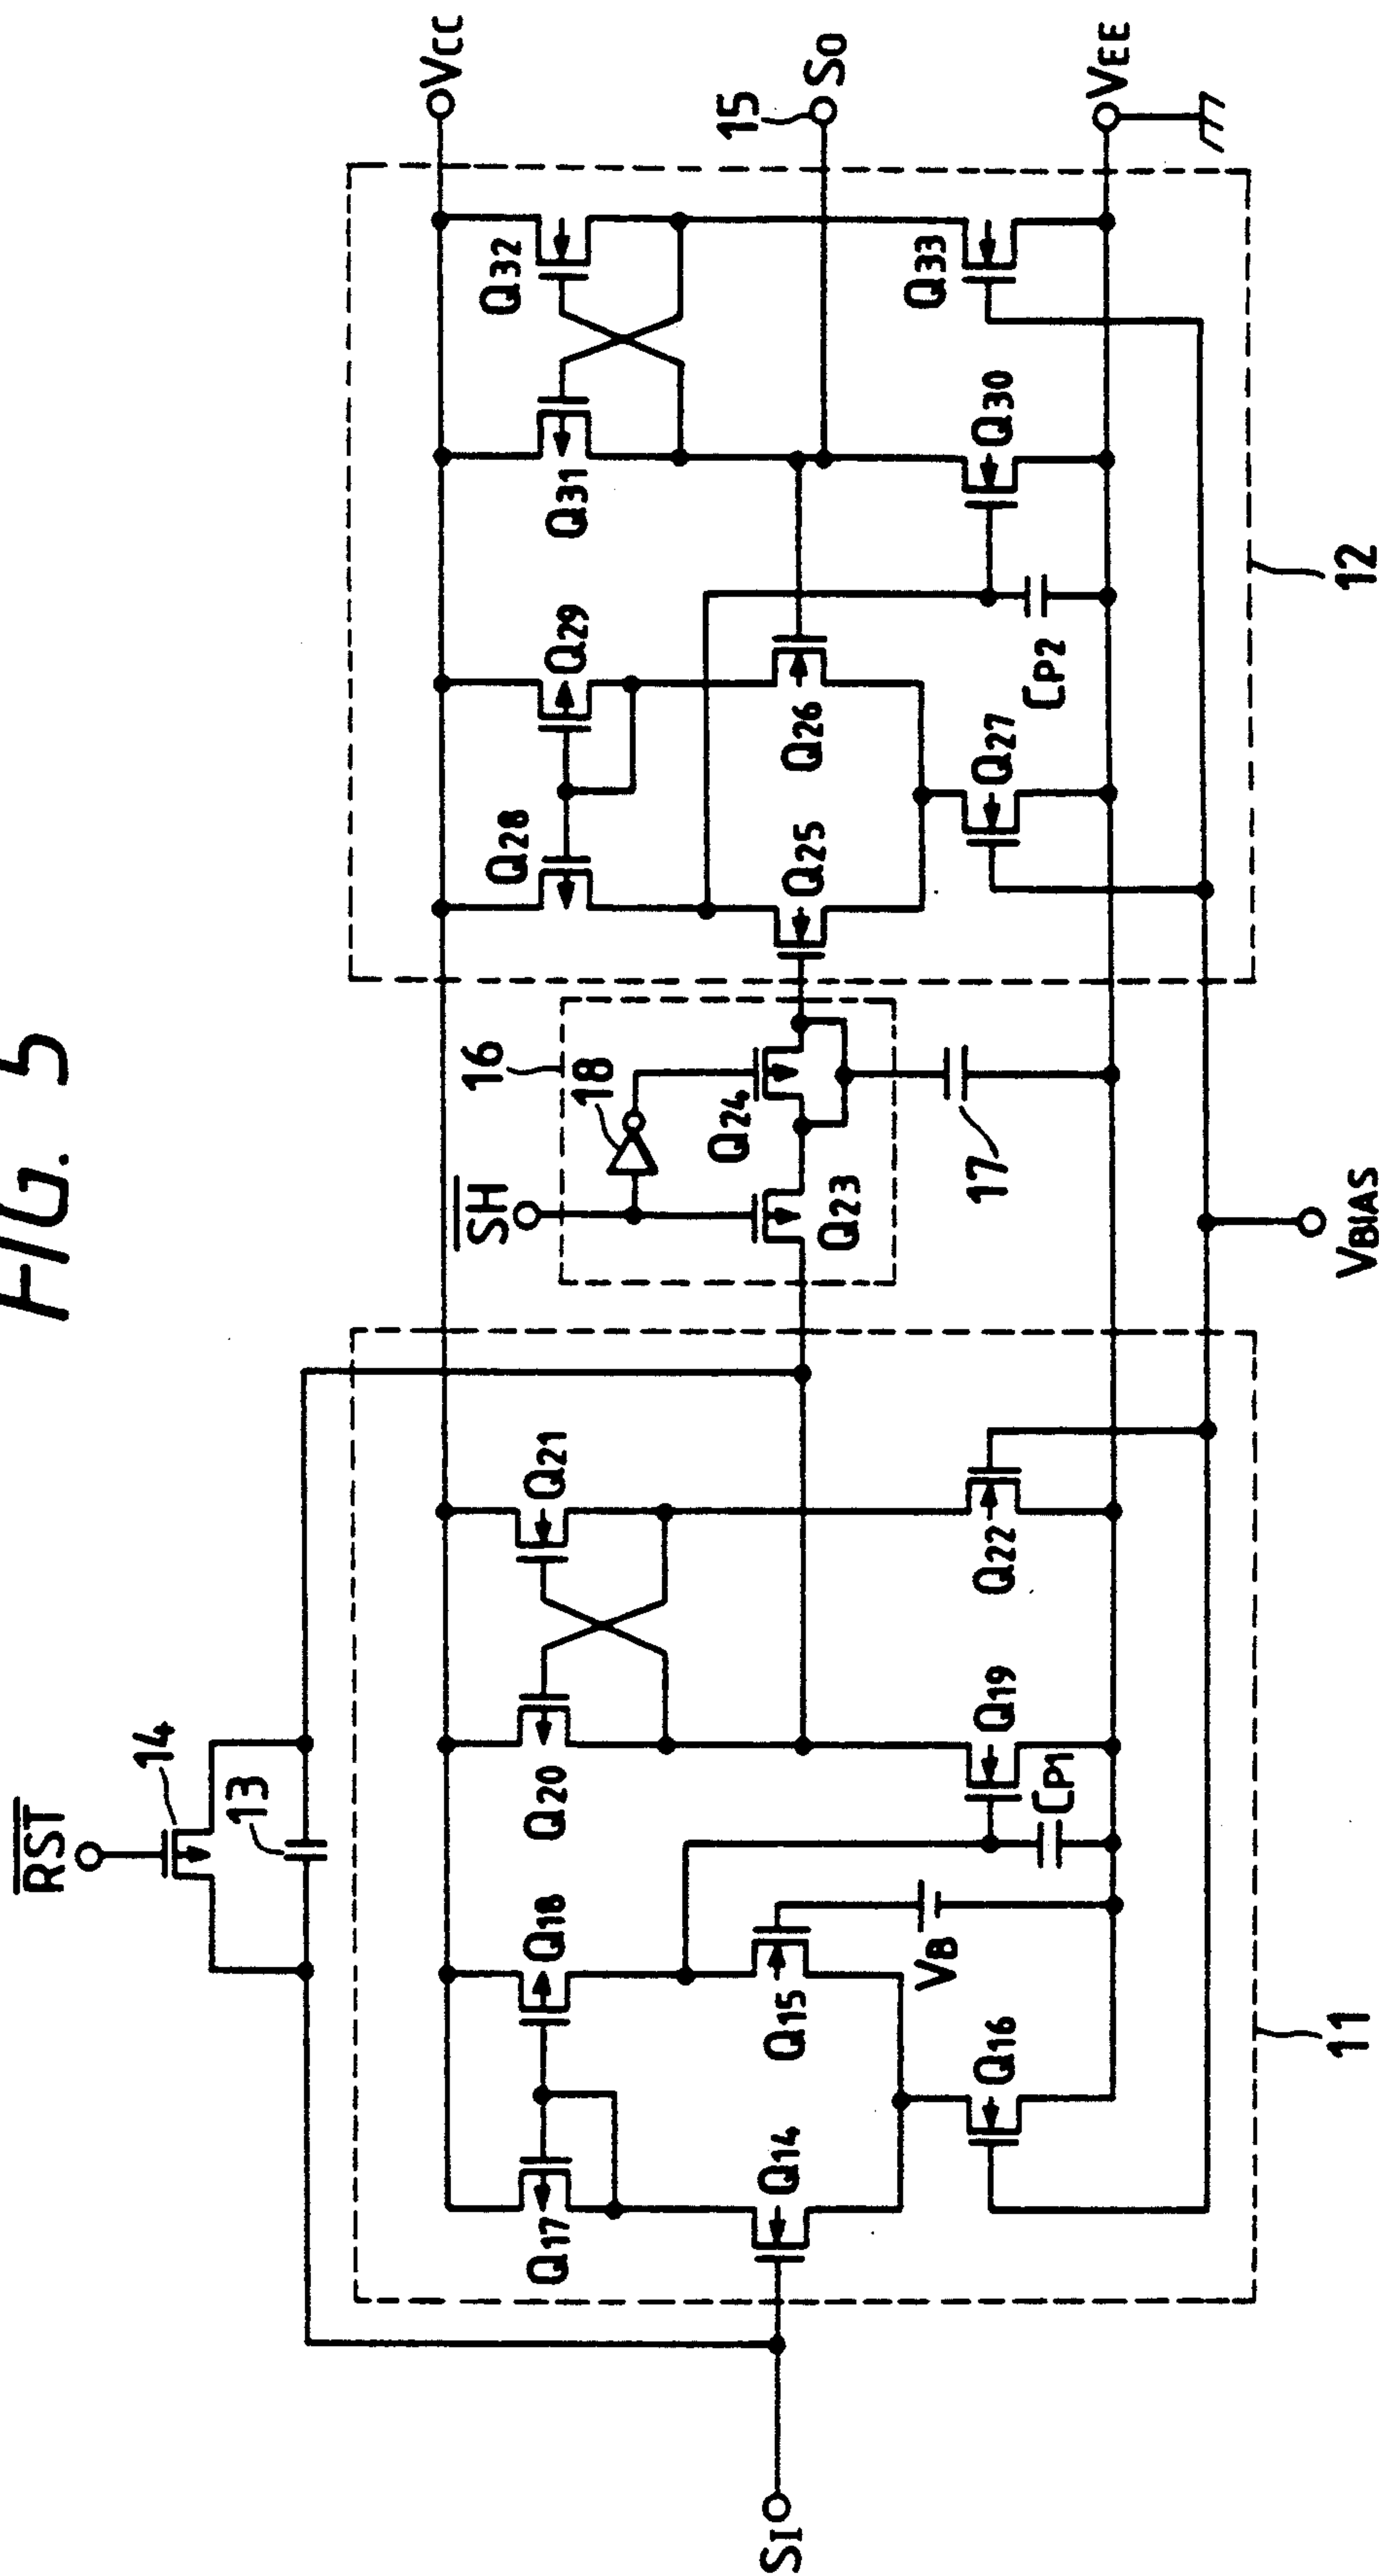 FIG. 5
RST
14
13
SI
Q17
Q18
Q20
Q21
Q14
Q15
VB
Q16
CP1
Q19
Q22
11
SH
16
18
Q23
Q24
17
VBIAS
Q28
Q29
Q31
Q32
Q25
Q26
Q27
CP2
Q30
Q33
12
VCC
15
SO
VEE